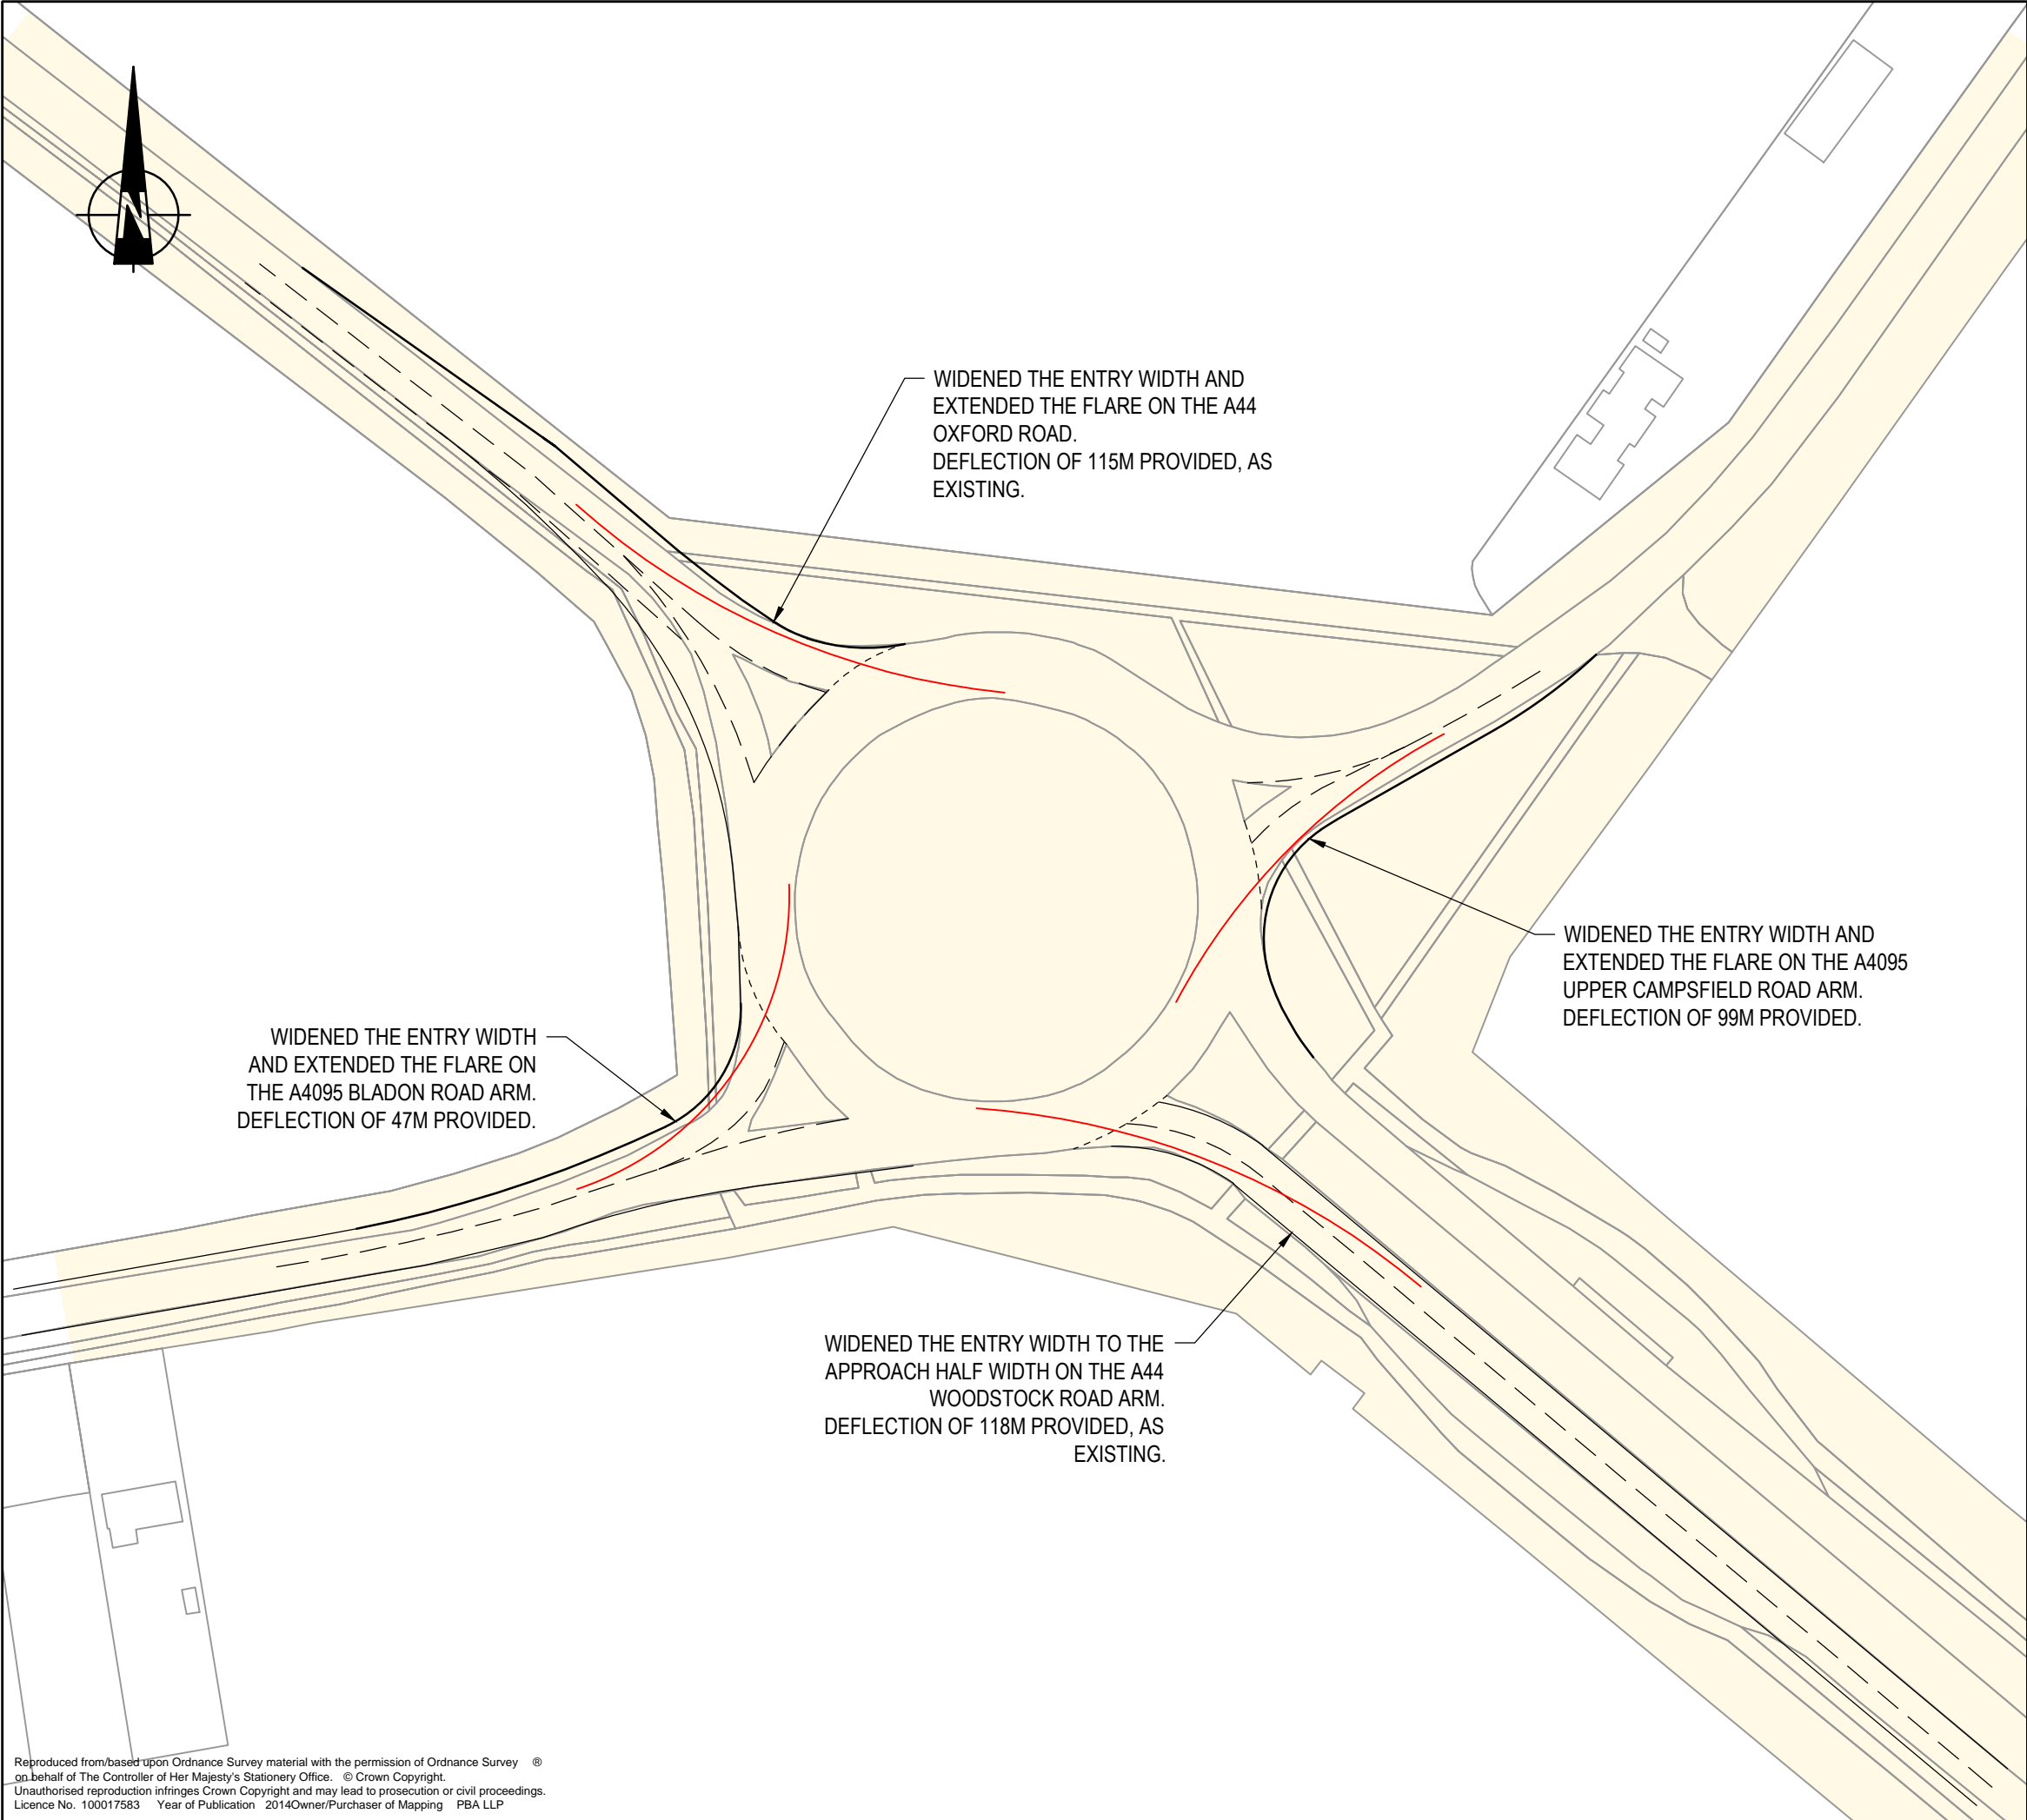 N
WIDENED THE ENTRY WIDTH AND
EXTENDED THE FLARE ON THE A44
OXFORD ROAD.
DEFLECTION OF 115M PROVIDED, AS
EXISTING.
WIDENED THE ENTRY WIDTH AND
EXTENDED THE FLARE ON THE A4095
UPPER CAMPSFIELD ROAD ARM.
DEFLECTION OF 99M PROVIDED.
WIDENED THE ENTRY WIDTH
AND EXTENDED THE FLARE ON
THE A4095 BLADON ROAD ARM.
DEFLECTION OF 47M PROVIDED.
WIDENED THE ENTRY WIDTH TO THE
APPROACH HALF WIDTH ON THE A44
WOODSTOCK ROAD ARM.
DEFLECTION OF 118M PROVIDED, AS
EXISTING.
Reproduced from/based upon Ordnance Survey material with the permission of Ordnance Survey ®
on behalf of The Controller of Her Majesty's Stationery Office. © Crown Copyright.
Unauthorised reproduction infringes Crown Copyright and may lead to prosecution or civil proceedings.
Licence No. 100017583 Year of Publication 2014Owner/Purchaser of Mapping PBA LLP